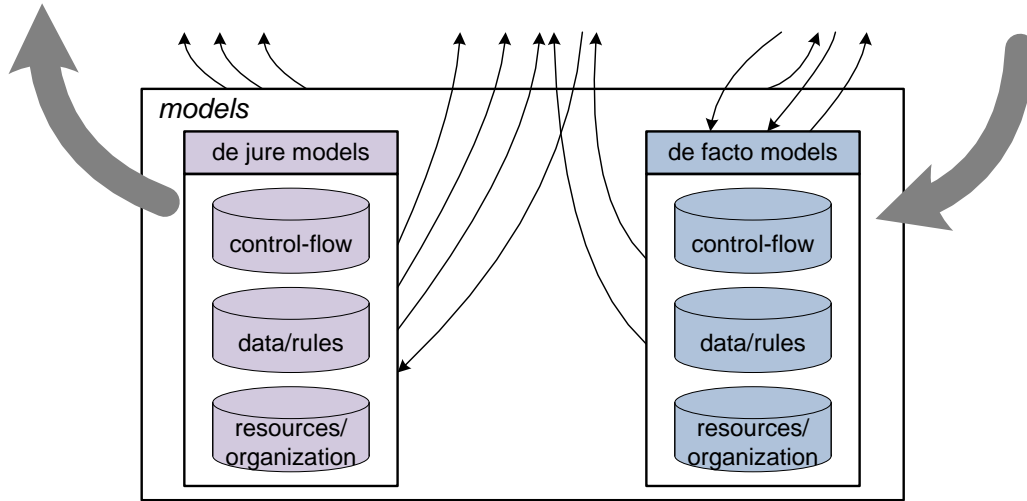 models
de jure models
control-flow
data/rules
resources/
organization
de facto models
control-flow
data/rules
resources/
organization